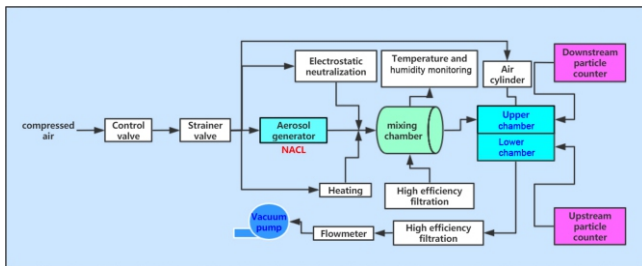 Electrostatic
neutralization
Temperature and
humidity monitoring
Air
cylinder
Downstream
particle
counter
compressed
air
Control
valve
Strainer
valve
Aerosol
generator
NACL
mixing
chamber
Upper
chamber
Lower
chamber
Heating
High efficiency
filtration
Vacuum
pump
Flowmeter
High efficiency
filtration
Upstream
particle
counter